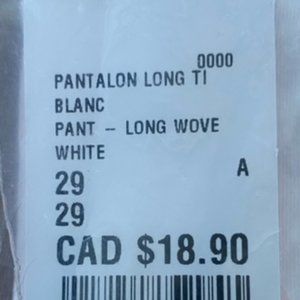 0000
PANTALON LONG TI
BLANC
PANT – LONG WOVE
WHITE
A
29
29
CAD $18.90